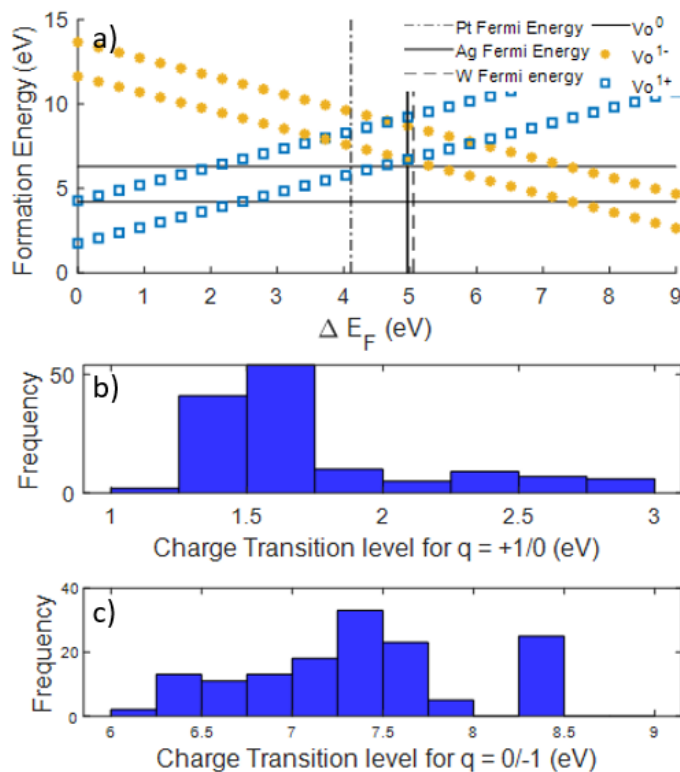 a)
Pt Fermi Energy
Ag Fermi Energy
W Fermi energy
Vo0
Vo1-
Vo1+
Formation Energy (eV)
15
10
5
0
0 1 2 3 4 5 6 7 8 9
Δ EF (eV)
b)
Frequency
50
0
1 1.5 2 2.5 3
Charge Transition level for q = +1/0 (eV)
c)
Frequency
40
20
0
6 6.5 7 7.5 8 8.5 9
Charge Transition level for q = 0/-1 (eV)